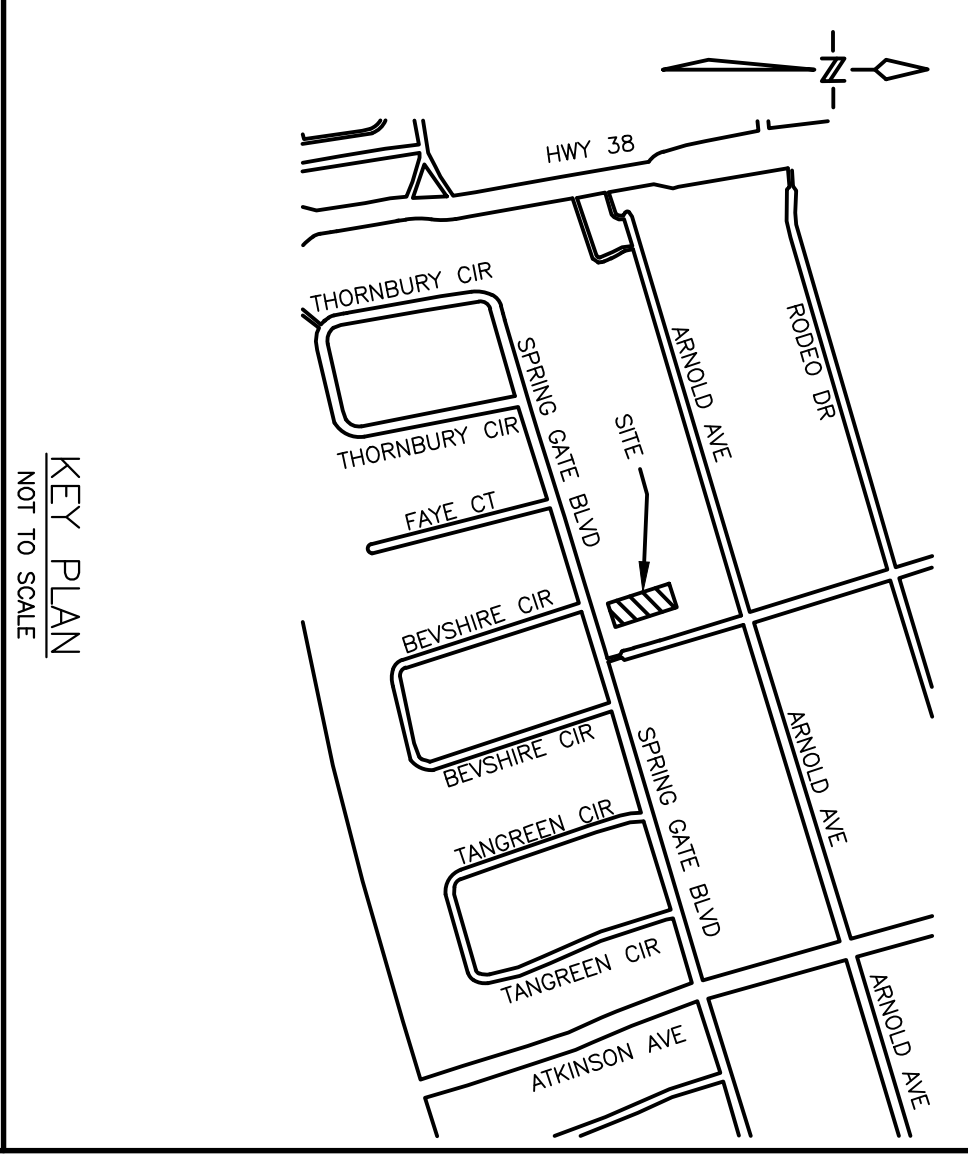 N
HWY 38
THORNBURY CIR
SPRING GATE BLVD
ARNOLD AVE
RODEO DR
THORNBURY CIR
SITE
FAYE CT
BEVSHIRE CIR
BEVSHIRE CIR
SPRING GATE BLVD
ARNOLD AVE
TANGREEN CIR
TANGREEN CIR
ATKINSON AVE
ARNOLD AVE
KEY PLAN
NOT TO SCALE